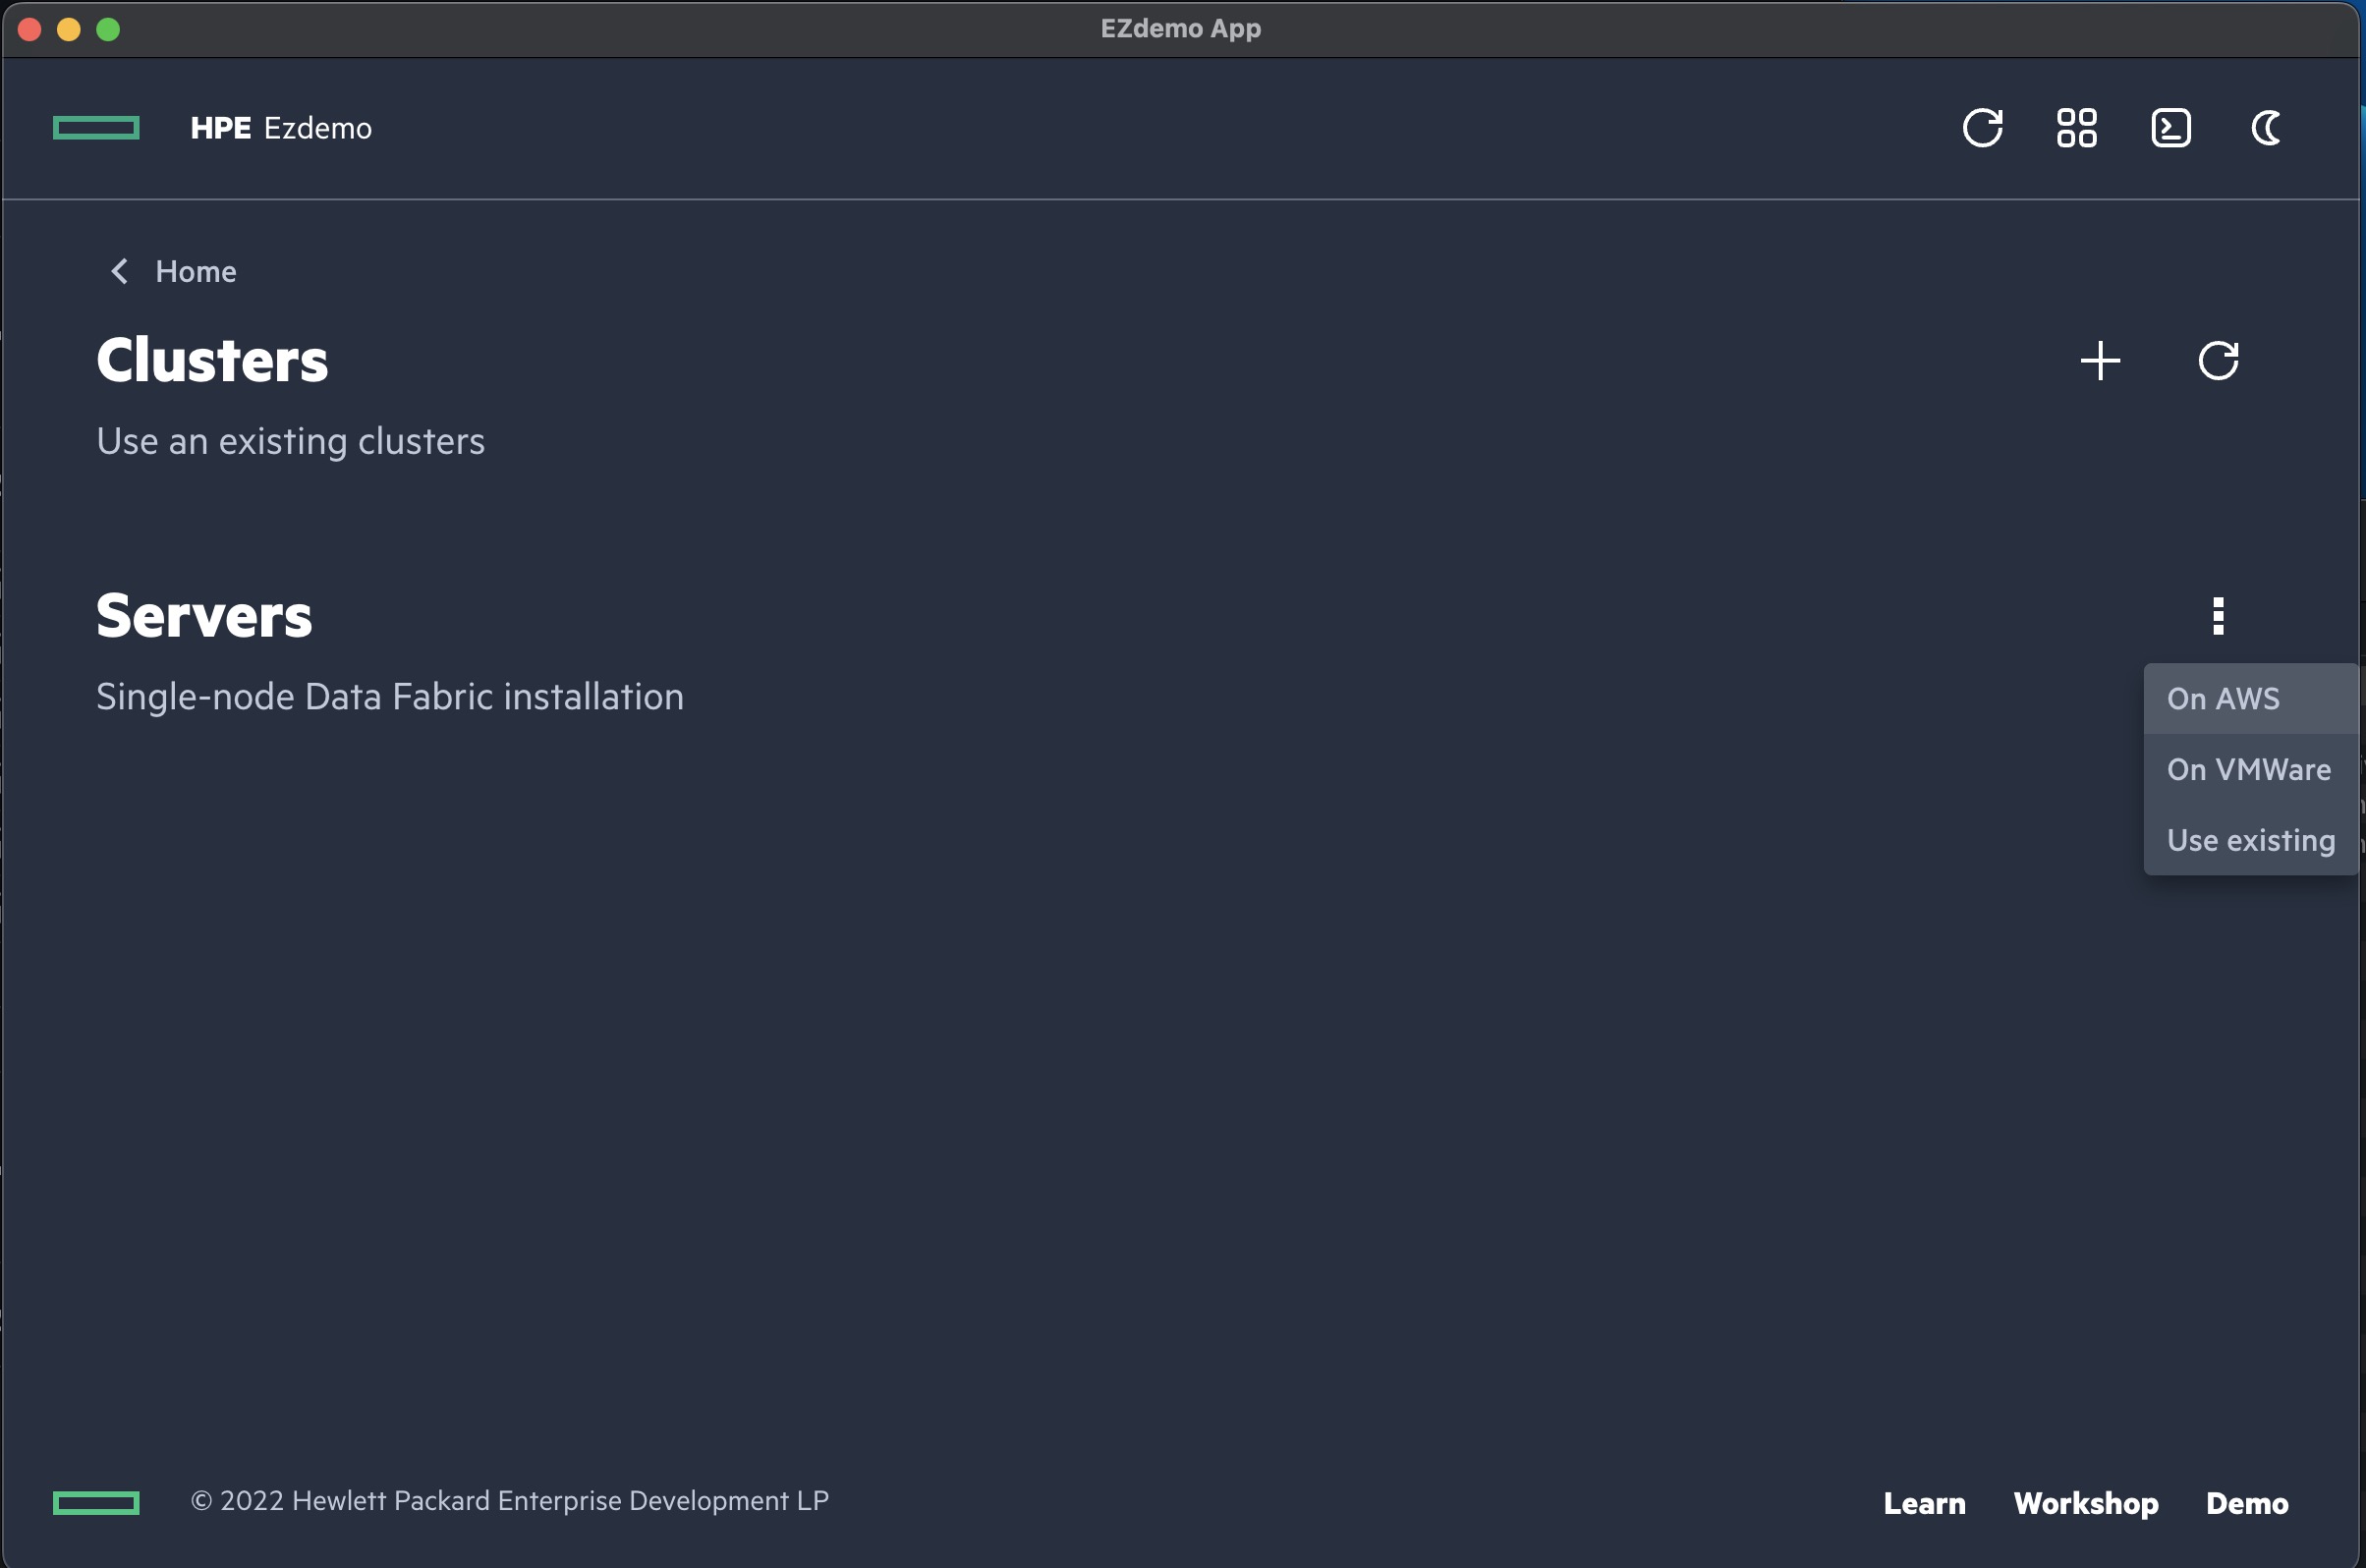 EZdemo App
HPE Ezdemo
Home
Clusters
Use an existing clusters
Servers
Single-node Data Fabric installation
On AWS
On VMWare
Use existing
© 2022 Hewlett Packard Enterprise Development LP
Learn Workshop Demo